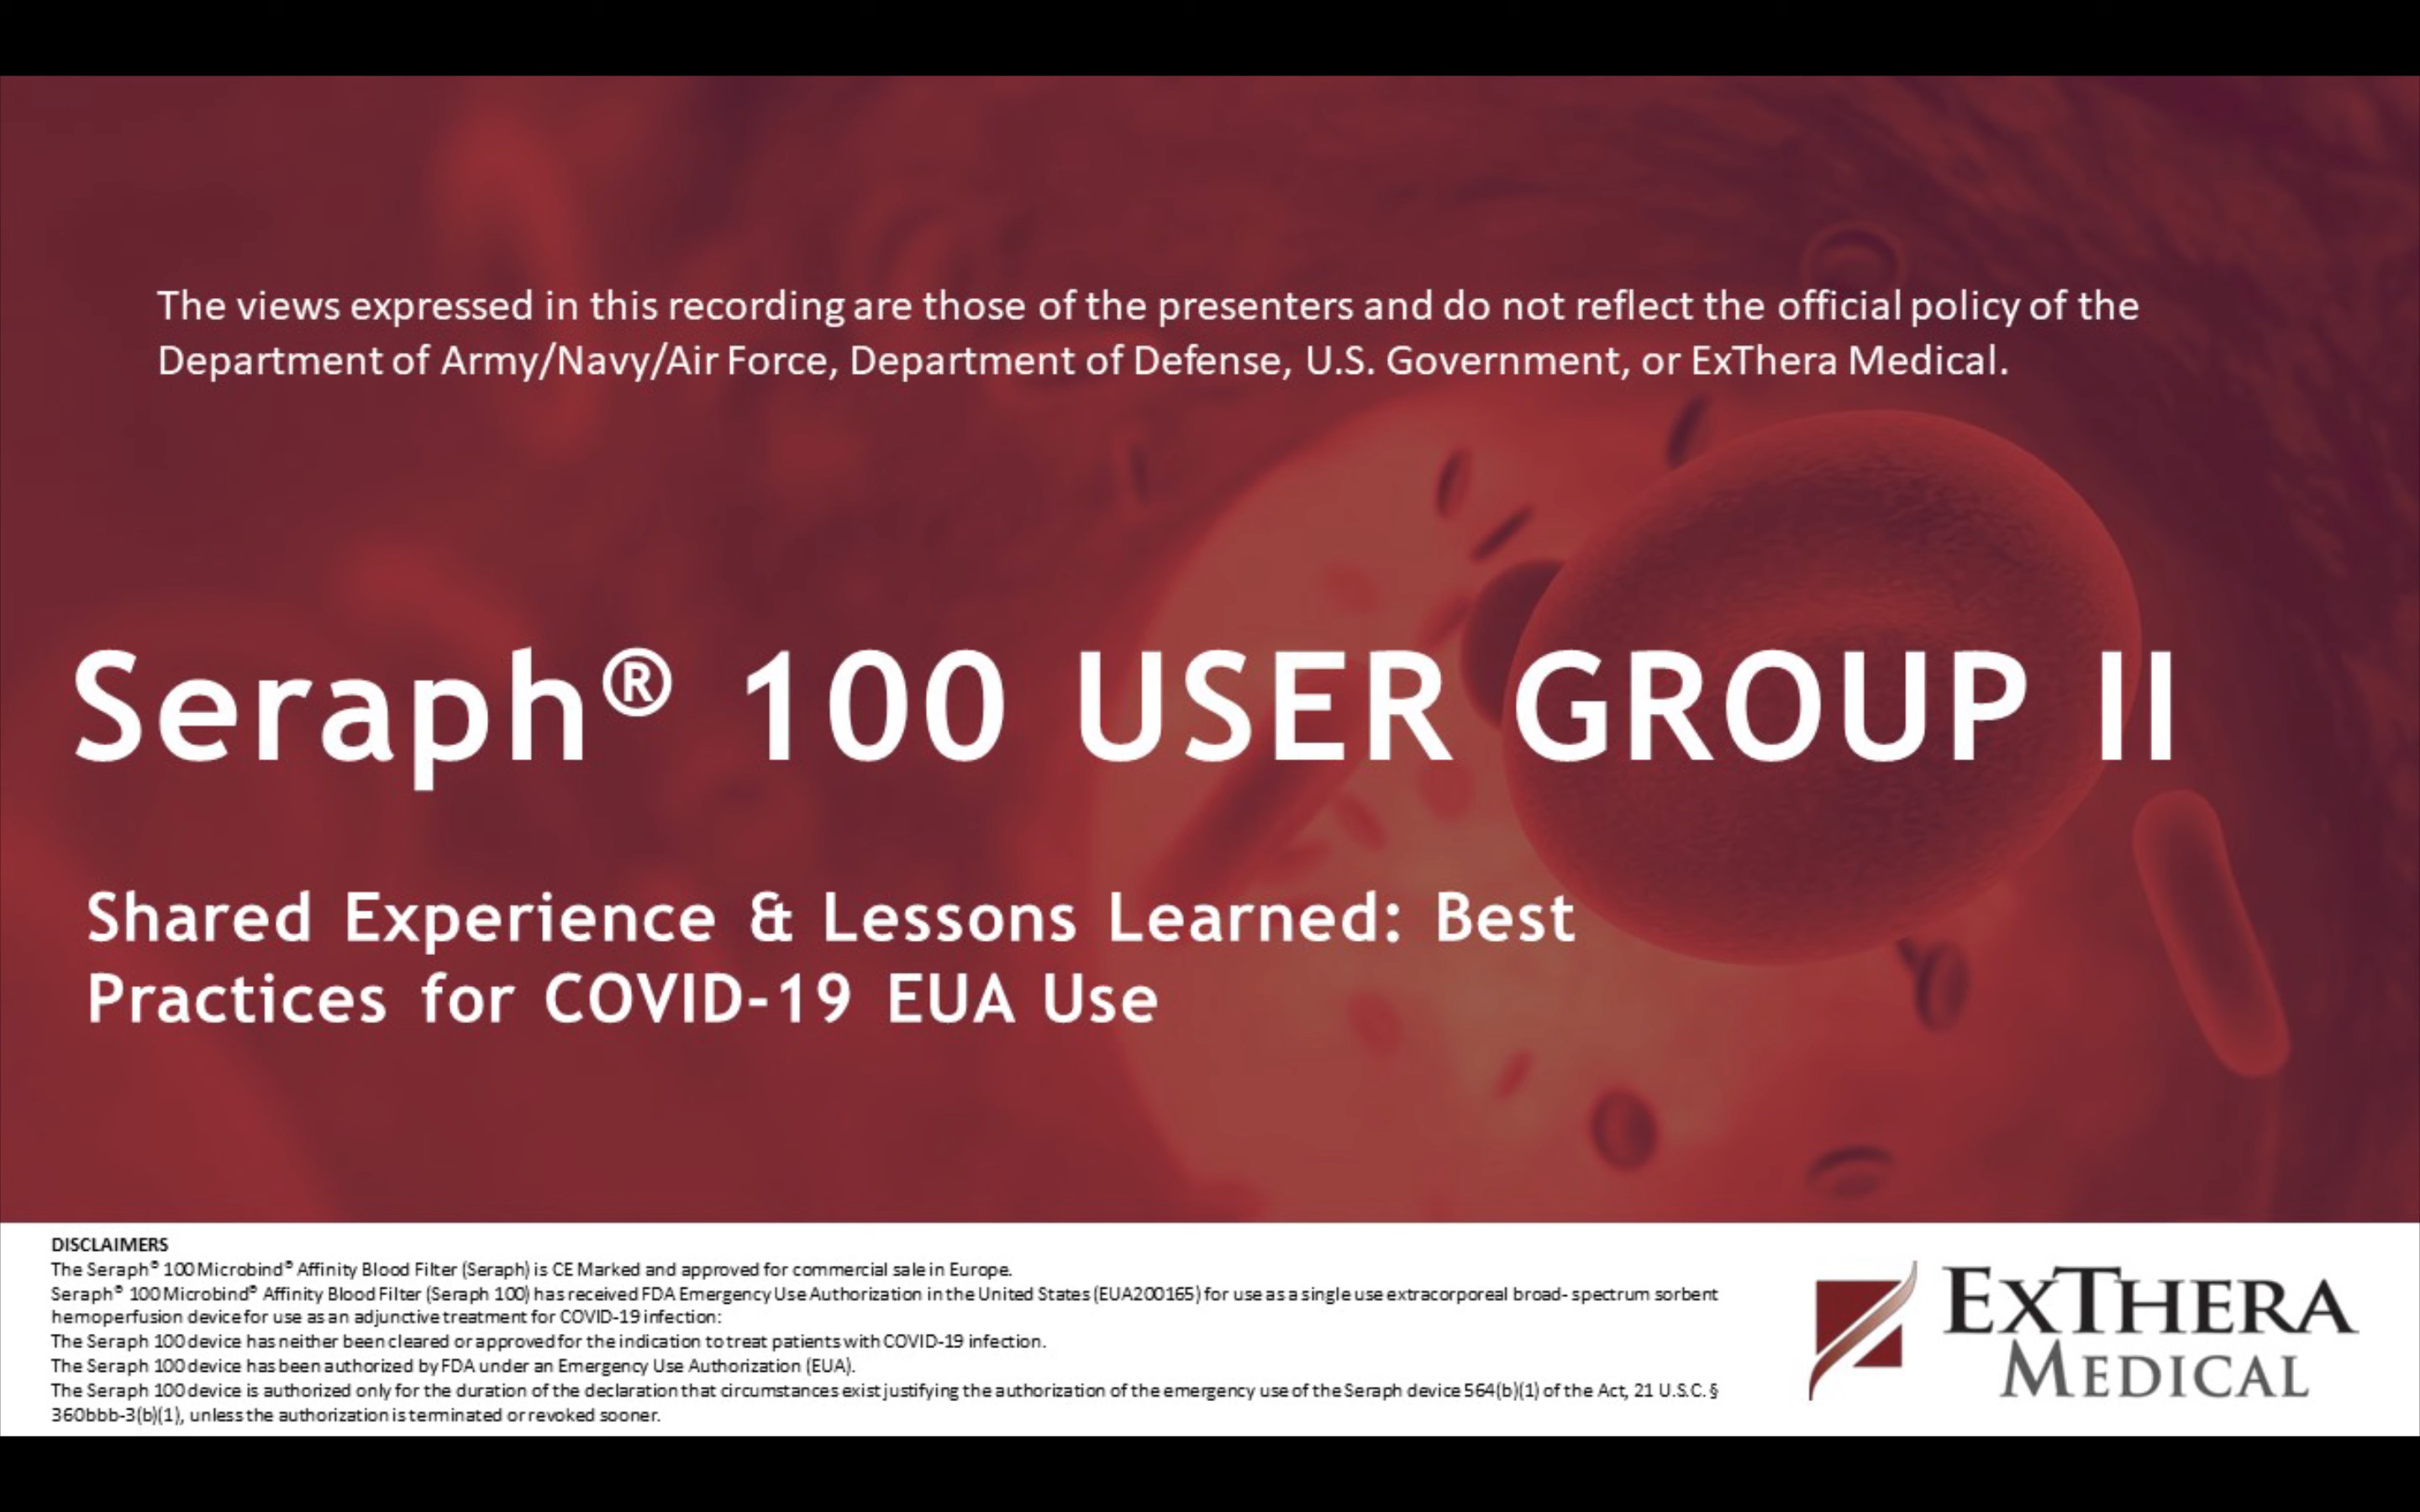 The views expressed in this recording are those of the presenters and do not reflect the official policy of the
Department of Army/Navy/Air Force, Department of Defense, U.S. Government, or ExThera Medical.
Seraph® 100 USER GROUP II
Shared Experience & Lessons Learned: Best
Practices for COVID-19 EUA Use
DISCLAIMERS
The Seraph® 100 Microbind® Affinity Blood Filter (Seraph) is CE Marked and approved for commercial sale in Europe.
Seraph® 100 Microbind® Affinity Blood Filter (Seraph 100) has received FDA Emergency Use Authorization in the United States (EUA200165) for use as a single use extracorporeal broad- spectrum sorbent
hemoperfusion device for use as an adjunctive treatment for COVID-19 infection:
The Seraph 100 device has neither been cleared or approved for the indication to treat patients with COVID-19 infection.
The Seraph 100 device has been authorized by FDA under an Emergency Use Authorization (EUA).
The Seraph 100 device is authorized only for the duration of the declaration that circumstances exist justifying the authorization of the emergency use of the Seraph device 564(b)(1) of the Act, 21 U.S.C. §
360bbb-3(b)(1), unless the authorization is terminated or revoked sooner.
EXTHERA
MEDICAL